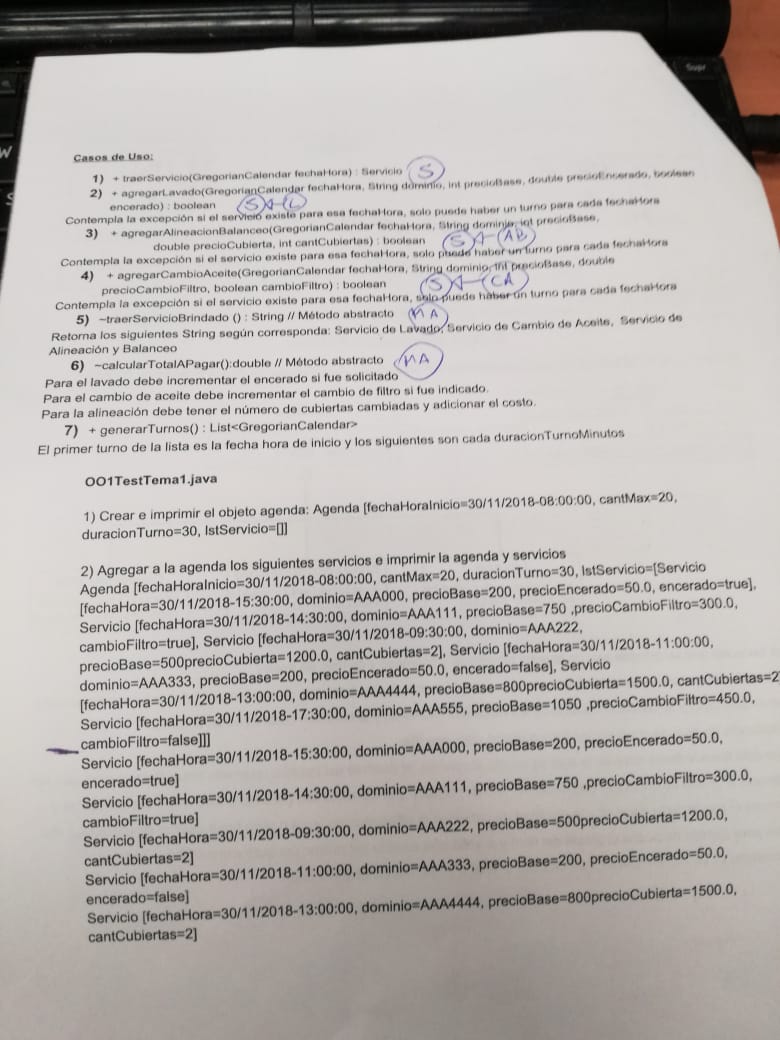 Supr
W
S
Casos de Uso:
1) + traerServicio(GregorianCalendar fechaHora) : Servicio S
2) + agregarLavado(GregorianCalendar fechaHora, String dominio, int precioBase, double precioEncerado, boolean
encerado) : boolean S L
Contempla la excepción si el servicio existe para esa fechaHora, solo puede haber un turno para cada fechaHora
3) + agregarAlineacionBalanceo(GregorianCalendar fechaHora, String dominio, int precioBase,
double precioCubierta, int cantCubiertas) : boolean S AB
Contempla la excepción si el servicio existe para esa fechaHora, solo puede haber un turno para cada fechaHora
4) + agregarCambioAceite(GregorianCalendar fechaHora, String dominio, int precioBase, double
precioCambioFiltro, boolean cambioFiltro) : boolean S CA
Contempla la excepción si el servicio existe para esa fechaHora, solo puede haber un turno para cada fechaHora
5) ~traerServicioBrindado () : String // Método abstracto MA
Retorna los siguientes String según corresponda: Servicio de Lavado, Servicio de Cambio de Aceite, Servicio de
Alineación y Balanceo
6) ~calcularTotalAPagar():double // Método abstracto MA
Para el lavado debe incrementar el encerado si fue solicitado
Para el cambio de aceite debe incrementar el cambio de filtro si fue indicado.
Para la alineación debe tener el número de cubiertas cambiadas y adicionar el costo.
7) + generarTurnos() : List<GregorianCalendar>
El primer turno de la lista es la fecha hora de inicio y los siguientes son cada duracionTurnoMinutos
OO1TestTema1.java
1) Crear e imprimir el objeto agenda: Agenda [fechaHoraInicio=30/11/2018-08:00:00, cantMax=20,
duracionTurno=30, lstServicio=[]]
2) Agregar a la agenda los siguientes servicios e imprimir la agenda y servicios
Agenda [fechaHoraInicio=30/11/2018-08:00:00, cantMax=20, duracionTurno=30, lstServicio=[Servicio
[fechaHora=30/11/2018-15:30:00, dominio=AAA000, precioBase=200, precioEncerado=50.0, encerado=true],
Servicio [fechaHora=30/11/2018-14:30:00, dominio=AAA111, precioBase=750 ,precioCambioFiltro=300.0,
cambioFiltro=true], Servicio [fechaHora=30/11/2018-09:30:00, dominio=AAA222,
precioBase=500precioCubierta=1200.0, cantCubiertas=2], Servicio [fechaHora=30/11/2018-11:00:00,
dominio=AAA333, precioBase=200, precioEncerado=50.0, encerado=false], Servicio
[fechaHora=30/11/2018-13:00:00, dominio=AAA4444, precioBase=800precioCubierta=1500.0, cantCubiertas=2
Servicio [fechaHora=30/11/2018-17:30:00, dominio=AAA555, precioBase=1050 ,precioCambioFiltro=450.0,
cambioFiltro=false]]]
Servicio [fechaHora=30/11/2018-15:30:00, dominio=AAA000, precioBase=200, precioEncerado=50.0,
encerado=true]
Servicio [fechaHora=30/11/2018-14:30:00, dominio=AAA111, precioBase=750 ,precioCambioFiltro=300.0,
cambioFiltro=true]
Servicio [fechaHora=30/11/2018-09:30:00, dominio=AAA222, precioBase=500precioCubierta=1200.0,
cantCubiertas=2]
Servicio [fechaHora=30/11/2018-11:00:00, dominio=AAA333, precioBase=200, precioEncerado=50.0,
encerado=false]
Servicio [fechaHora=30/11/2018-13:00:00, dominio=AAA4444, precioBase=800precioCubierta=1500.0,
cantCubiertas=2]